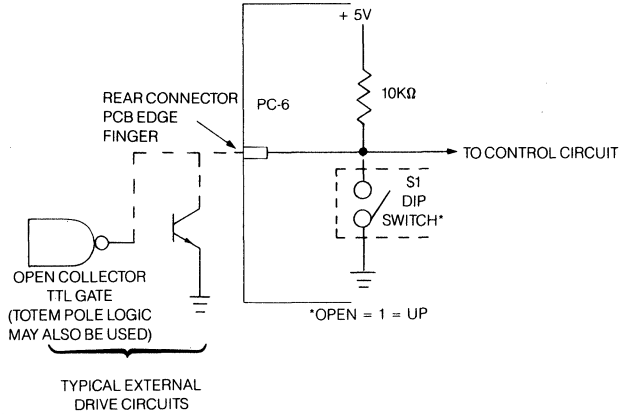 + 5V
10KΩ
PC-6
REAR CONNECTOR
PCB EDGE
FINGER
TO CONTROL CIRCUIT
S1
DIP
SWITCH*
OPEN COLLECTOR
TTL GATE
(TOTEM POLE LOGIC
MAY ALSO BE USED)
*OPEN = 1 = UP
TYPICAL EXTERNAL
DRIVE CIRCUITS